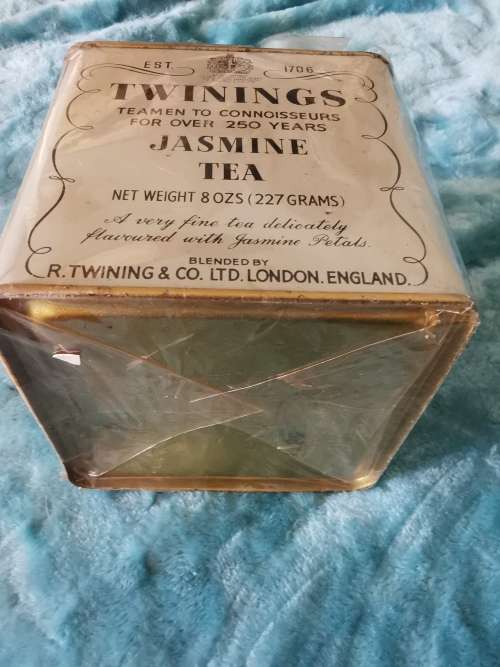 EST. 1706
TWININGS
TEAMEN TO CONNOISSEURS
FOR OVER 250 YEARS
JASMINE
TEA
NET WEIGHT 8 OZS (227 GRAMS)
A very fine tea delicately
flavoured with Jasmine Petals.
BLENDED BY
R. TWINING & CO. LTD. LONDON. ENGLAND.